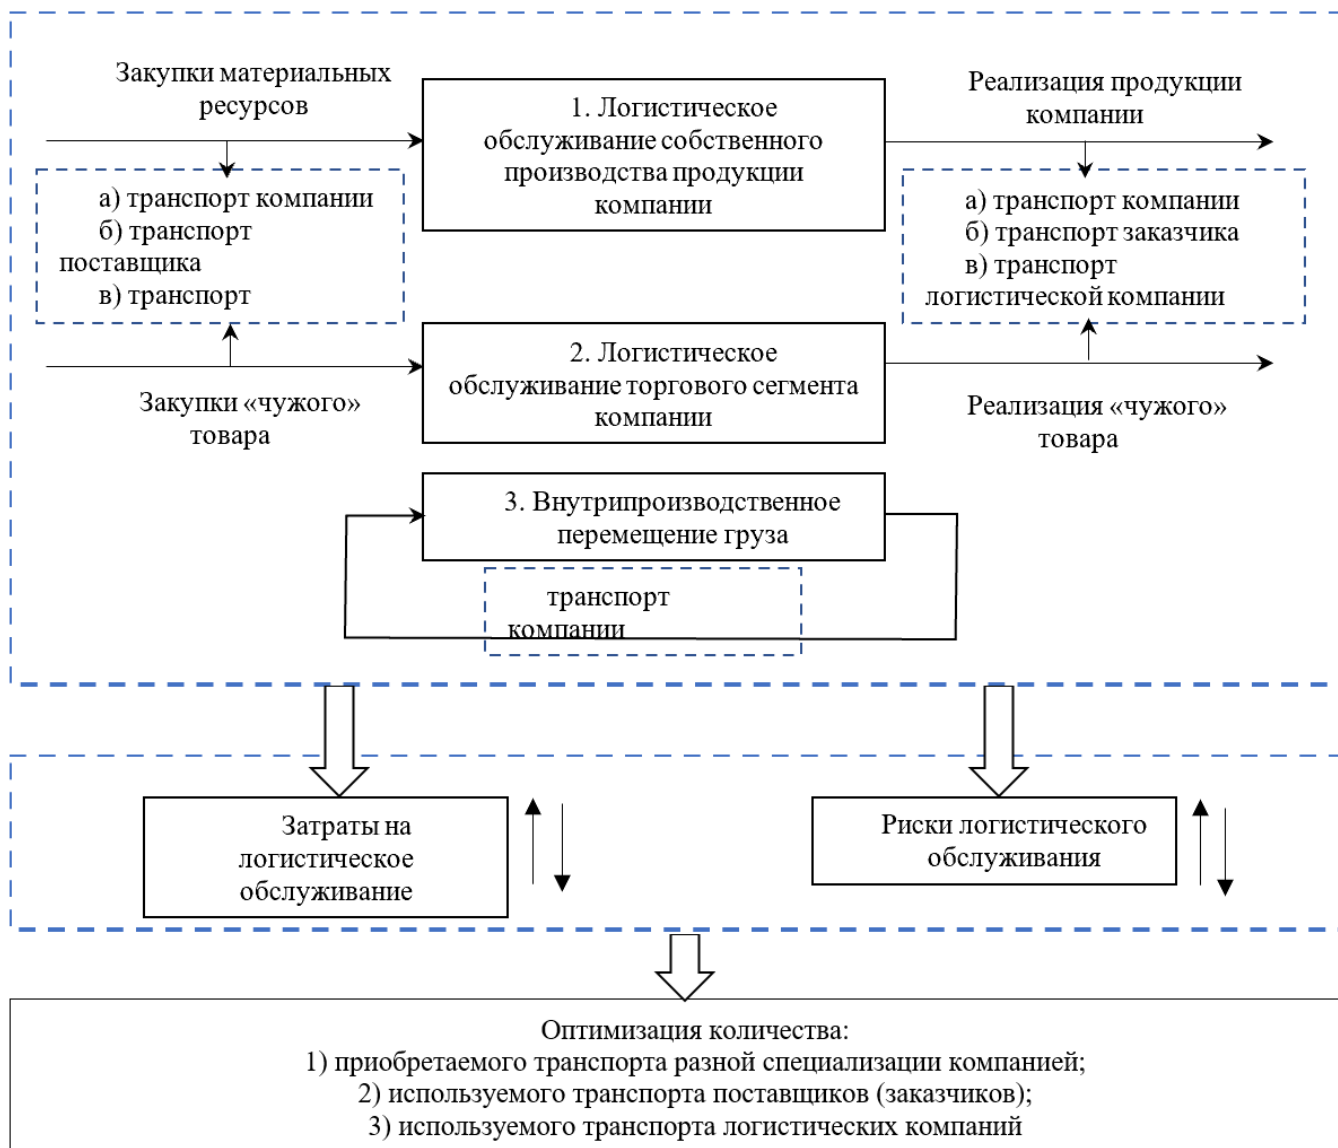 Закупки материальных
ресурсов
1. Логистическое
обслуживание собственного
производства продукции
компании
Реализация продукции
компании
а) транспорт компании
б) транспорт
поставщика
в) транспорт
а) транспорт компании
б) транспорт заказчика
в) транспорт
логистической компании
Закупки «чужого»
товара
2. Логистическое
обслуживание торгового сегмента
компании
Реализация «чужого»
товара
3. Внутрипроизводственное
перемещение груза
транспорт
компании
Затраты на
логистическое
обслуживание
Риски логистического
обслуживания
Оптимизация количества:
1) приобретаемого транспорта разной специализации компанией;
2) используемого транспорта поставщиков (заказчиков);
3) используемого транспорта логистических компаний